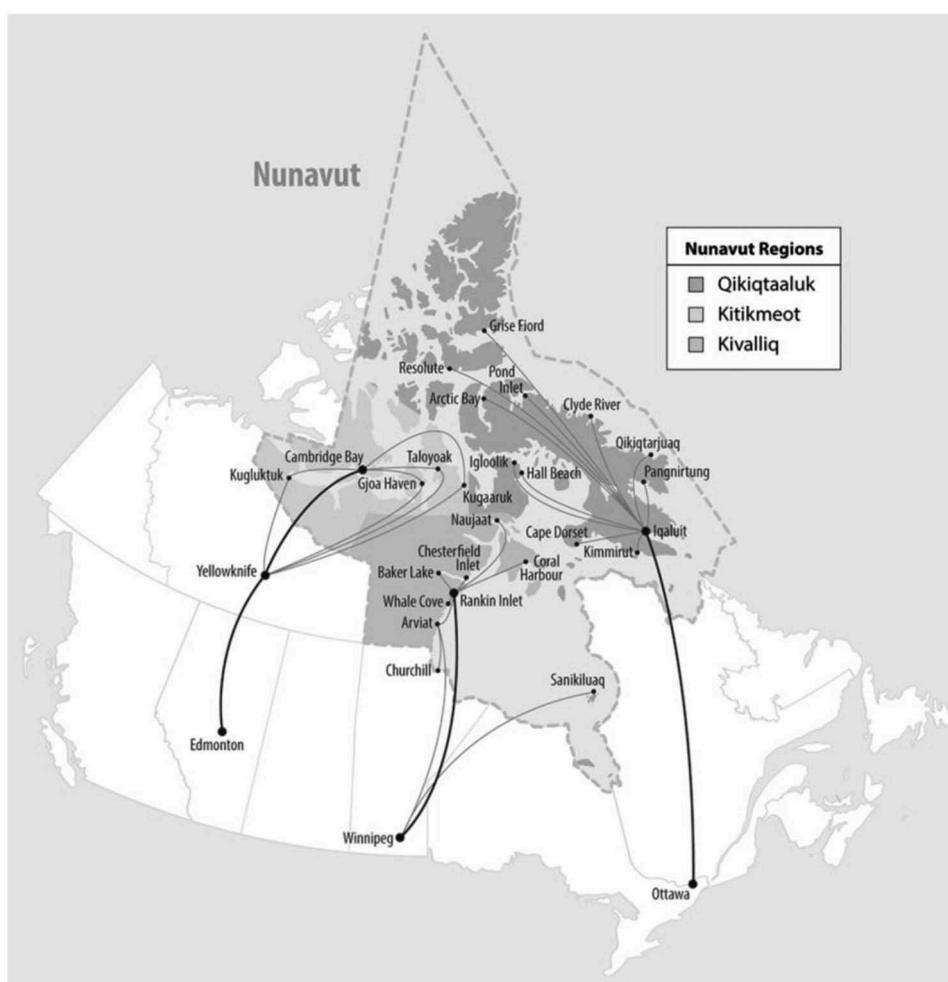 Nunavut
Nunavut Regions
Qikiqtaaluk
Kitikmeot
Kivalliq
Grise Fiord
Resolute
Pond
Inlet
Arctic Bay
Clyde River
Qikiqtarjuaq
Cambridge Bay
Taloyoak
Igloolik
Hall Beach
Pangnirtung
Kugluktuk
Gjoa Haven
Kugaaruk
Naujaat
Cape Dorset
Iqaluit
Kimmirut
Chesterfield
Inlet
Coral
Harbour
Yellowknife
Baker Lake
Whale Cove
Rankin Inlet
Arviat
Churchill
Sanikiluaq
Edmonton
Winnipeg
Ottawa